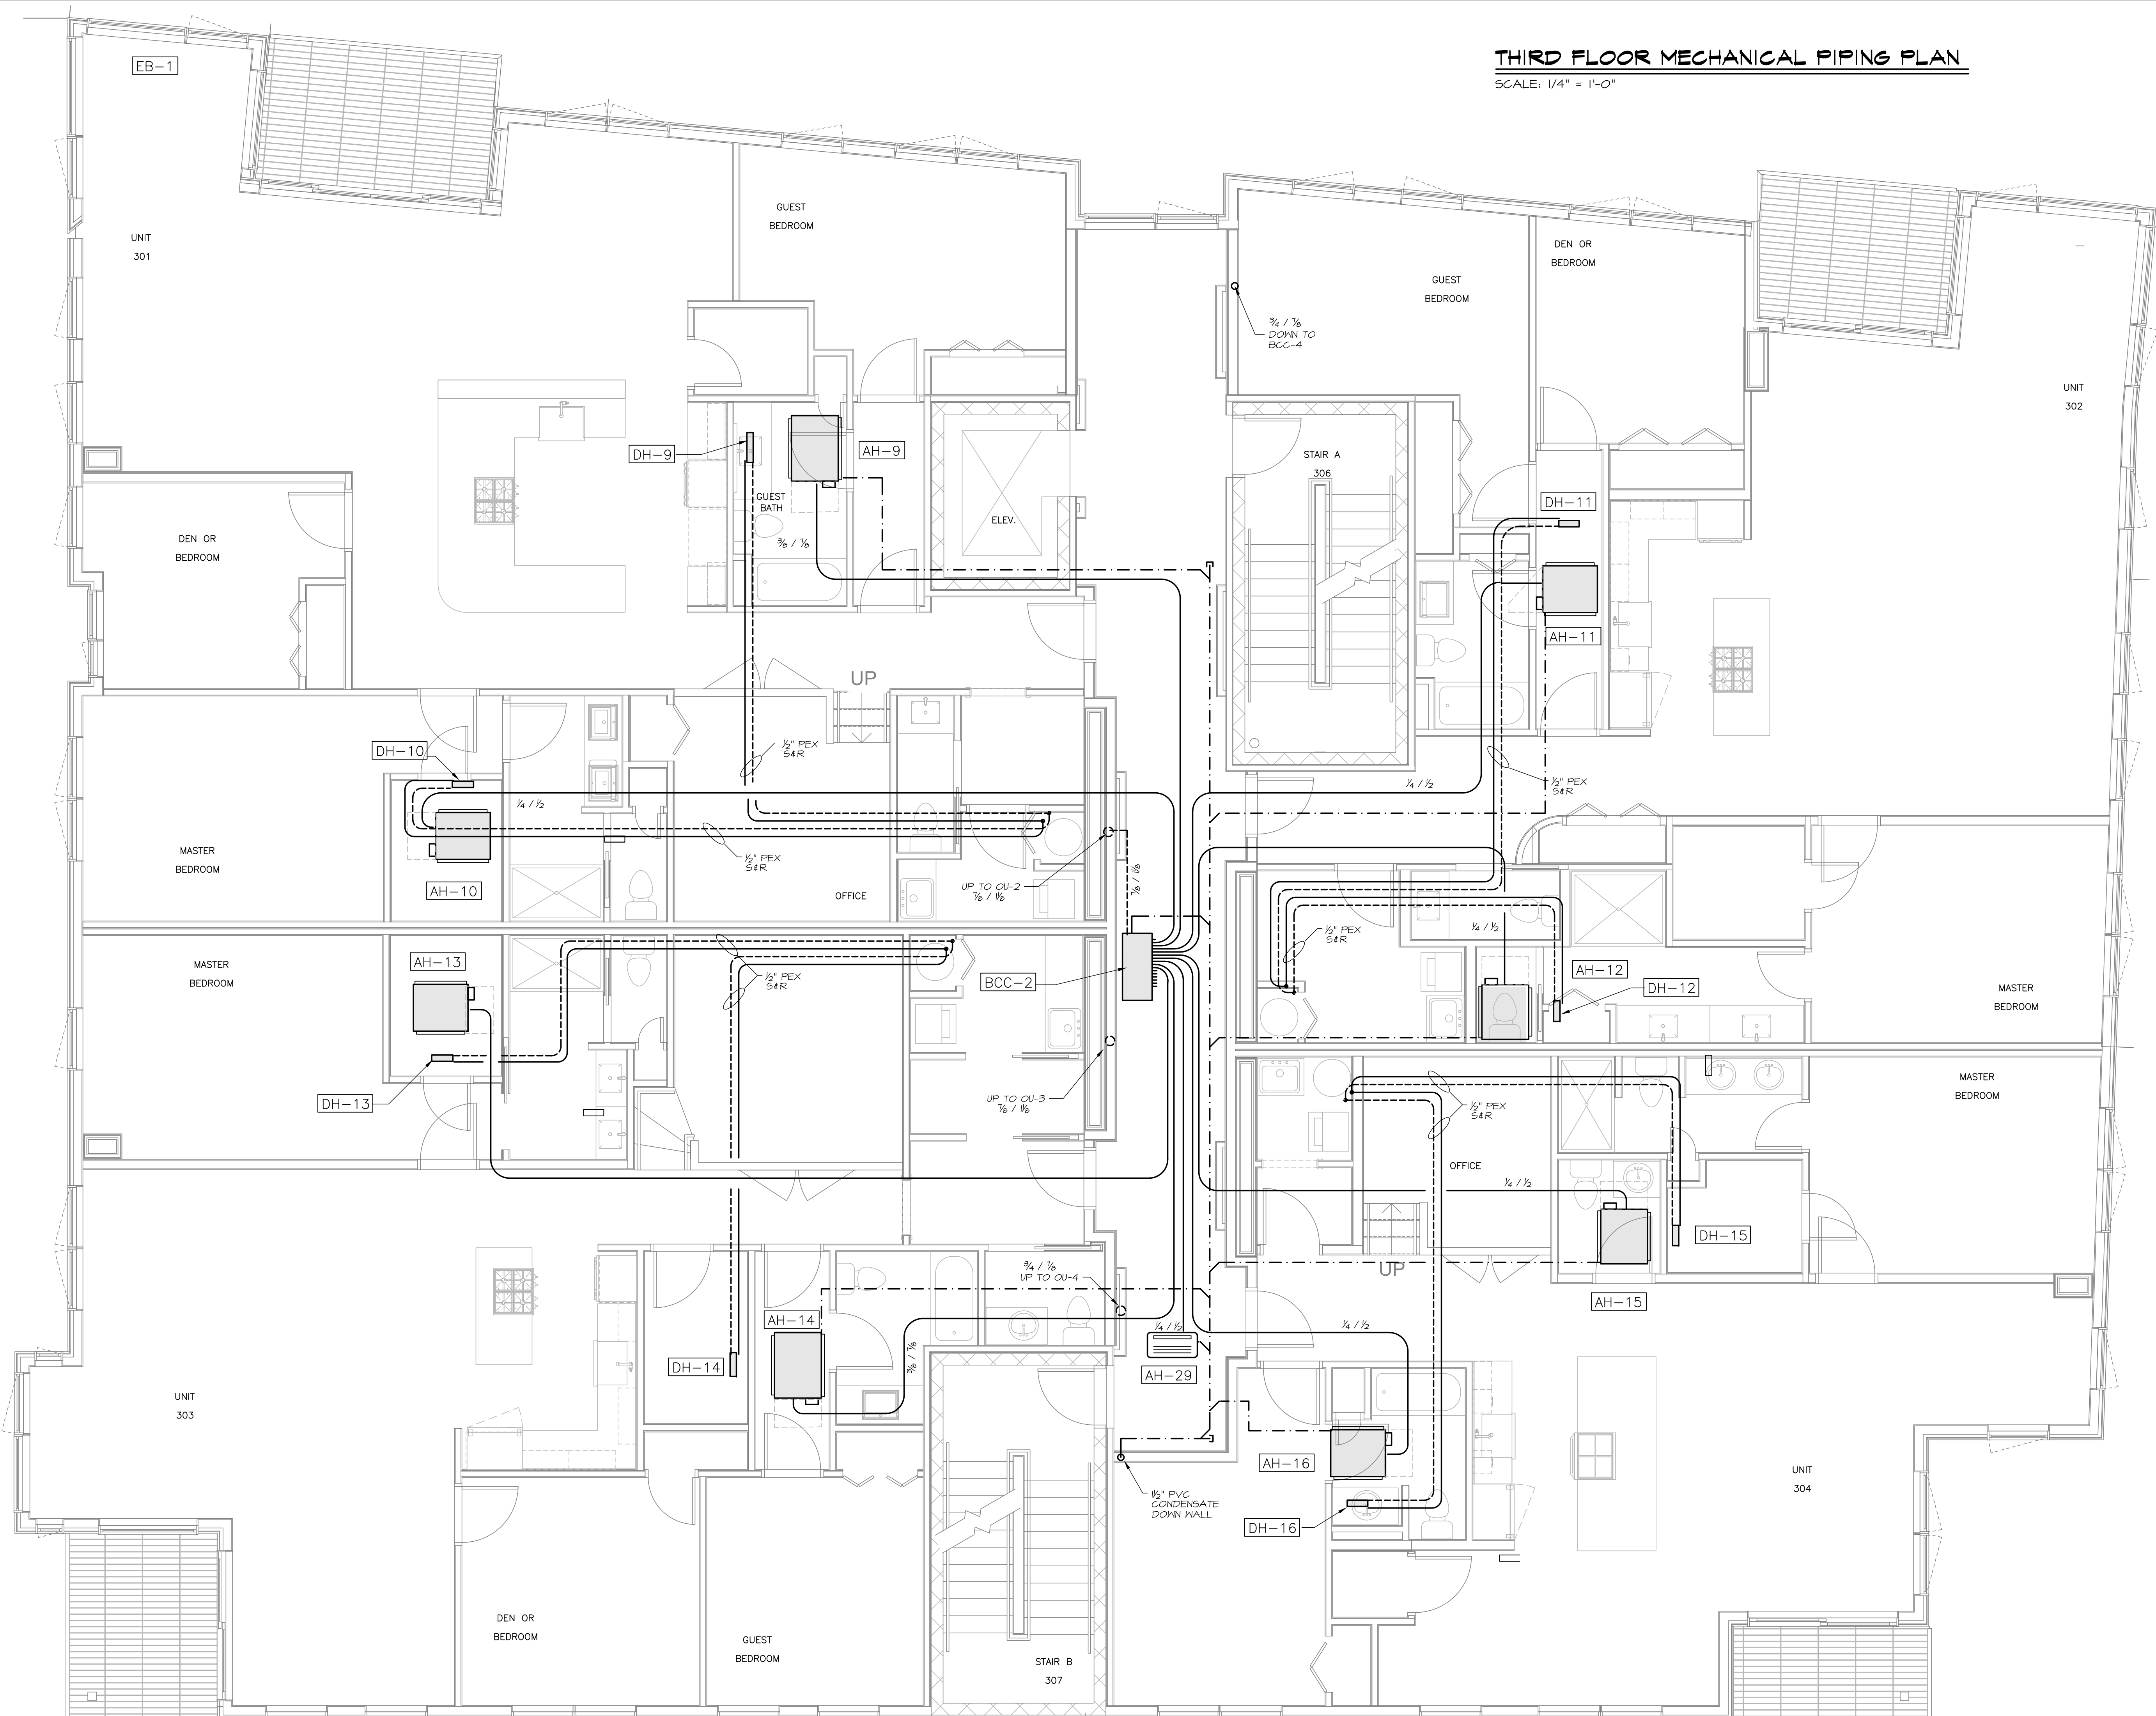 THIRD FLOOR MECHANICAL PIPING PLAN
SCALE: 1/4" = 1'-0"
EB-1
UNIT
301
GUEST
BEDROOM
GUEST
BEDROOM
DEN OR
BEDROOM
3/4 / 7/8
DOWN TO
BCC-4
UNIT
302
DH-9
AH-9
GUEST
BATH
3/8 / 7/8
ELEV.
STAIR A
306
DH-11
AH-11
DEN OR
BEDROOM
UP
DH-10
1/2" PEX
S&R
1/4 / 1/2
1/4 / 1/2
1/2" PEX
S&R
MASTER
BEDROOM
AH-10
1/2" PEX
S&R
OFFICE
UP TO OU-2
7/8 / 1 1/8
7/8 / 1 1/8
1/2" PEX
S&R
1/4 / 1/2
AH-12
DH-12
MASTER
BEDROOM
MASTER
BEDROOM
AH-13
1/2" PEX
S&R
BCC-2
DH-13
UP TO OU-3
7/8 / 1 1/8
1/2" PEX
S&R
MASTER
BEDROOM
OFFICE
1/4 / 1/2
UP
DH-15
AH-15
3/4 / 7/8
UP TO OU-4
AH-14
DH-14
3/8 / 7/8
1/4 / 1/2
AH-29
1/4 / 1/2
UNIT
303
AH-16
DH-16
1 1/2" PVC
CONDENSATE
DOWN WALL
UNIT
304
DEN OR
BEDROOM
GUEST
BEDROOM
STAIR B
307